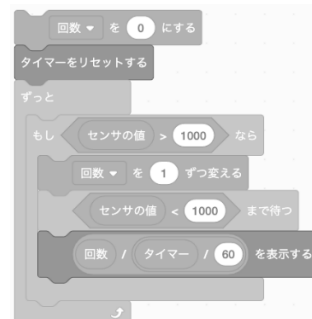 回数 ▼ を 0 にする
タイマーをリセットする
ずっと
もし センサの値 > 1000 なら
回数 ▼ を 1 ずつ変える
センサの値 < 1000 まで待つ
回数 / タイマー / 60 を表示する